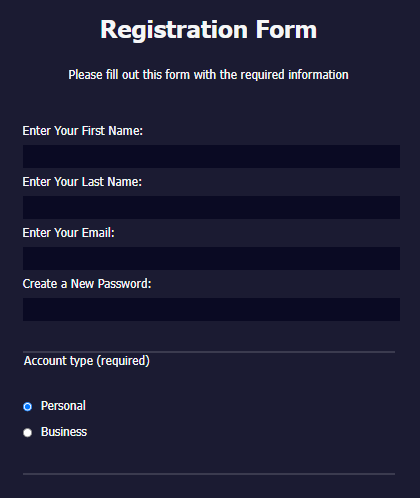 Registration Form
Please fill out this form with the required information
Enter Your First Name:
Enter Your Last Name:
Enter Your Email:
Create a New Password:
Account type (required)
Personal
Business